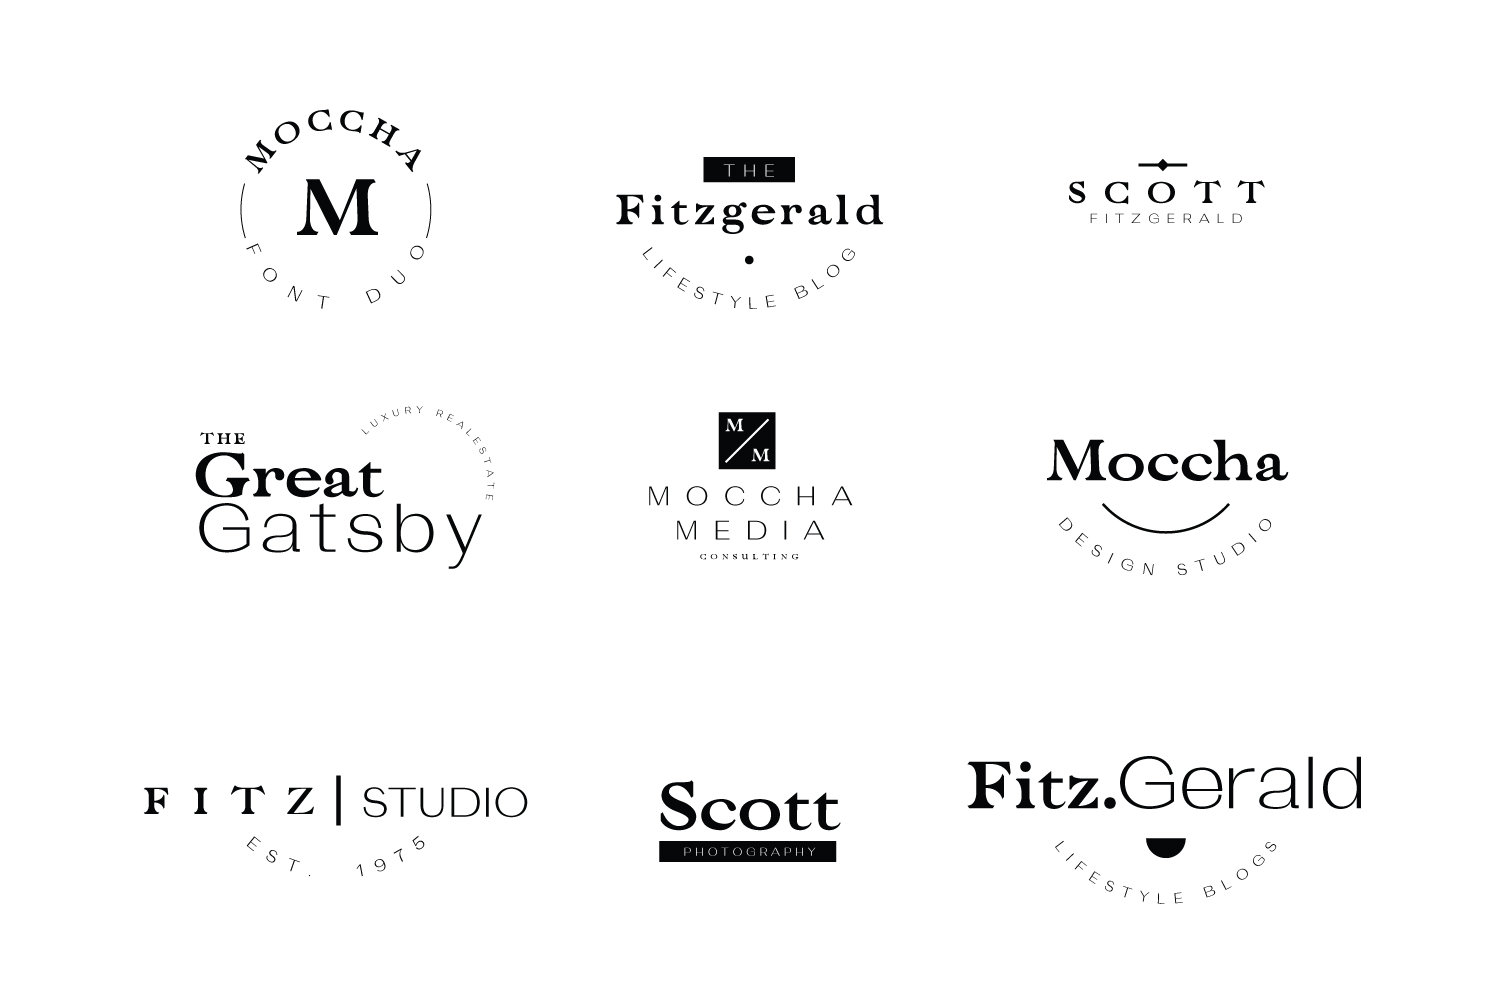 MOCCHA
M
FONT DUO
THE
Fitzgerald
LIFESTYLE BLOG
SCOTT
FITZGERALD
LUXURY REALESTATE
THE
Great
Gatsby
M
M
MOCCHA
MEDIA
CONSULTING
Moccha
DESIGN STUDIO
FITZ | STUDIO
EST. 1975
Scott
PHOTOGRAPHY
Fitz.Gerald
LIFESTYLE BLOGS